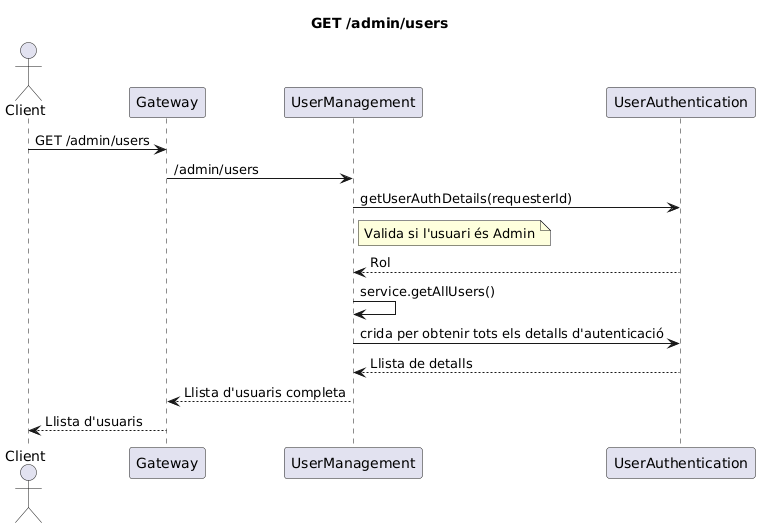 GET /admin/users
Client
Gateway
UserManagement
UserAuthentication
GET /admin/users
/admin/users
getUserAuthDetails(requesterId)
Valida si l'usuari és Admin
Rol
service.getAllUsers()
crida per obtenir tots els detalls d'autenticació
Llista de detalls
Llista d'usuaris completa
Llista d'usuaris
Client
Gateway
UserManagement
UserAuthentication